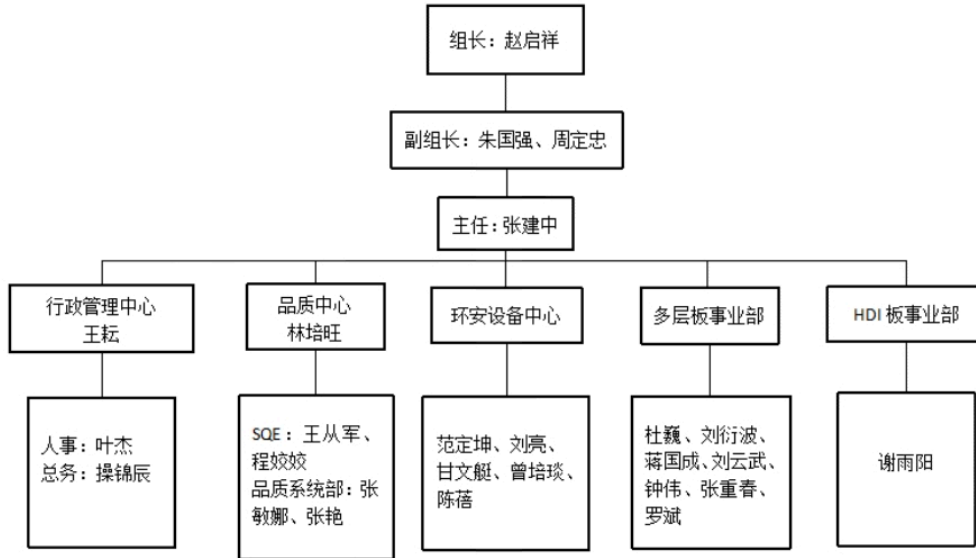 组长：赵启祥
副组长：朱国强、周定忠
主任：张建中
行政管理中心
王耘
品质中心
林培旺
环安设备中心
多层板事业部
HDI 板事业部
人事：叶杰
总务：操锦辰
SQE：王从军、
程姣姣
品质系统部：张
敏娜、张艳
范定坤、刘亮、
甘文艇、曾培琰、
陈蓓
杜巍、刘衍波、
蒋国成、刘云武、
钟伟、张重春、
罗斌
谢雨阳